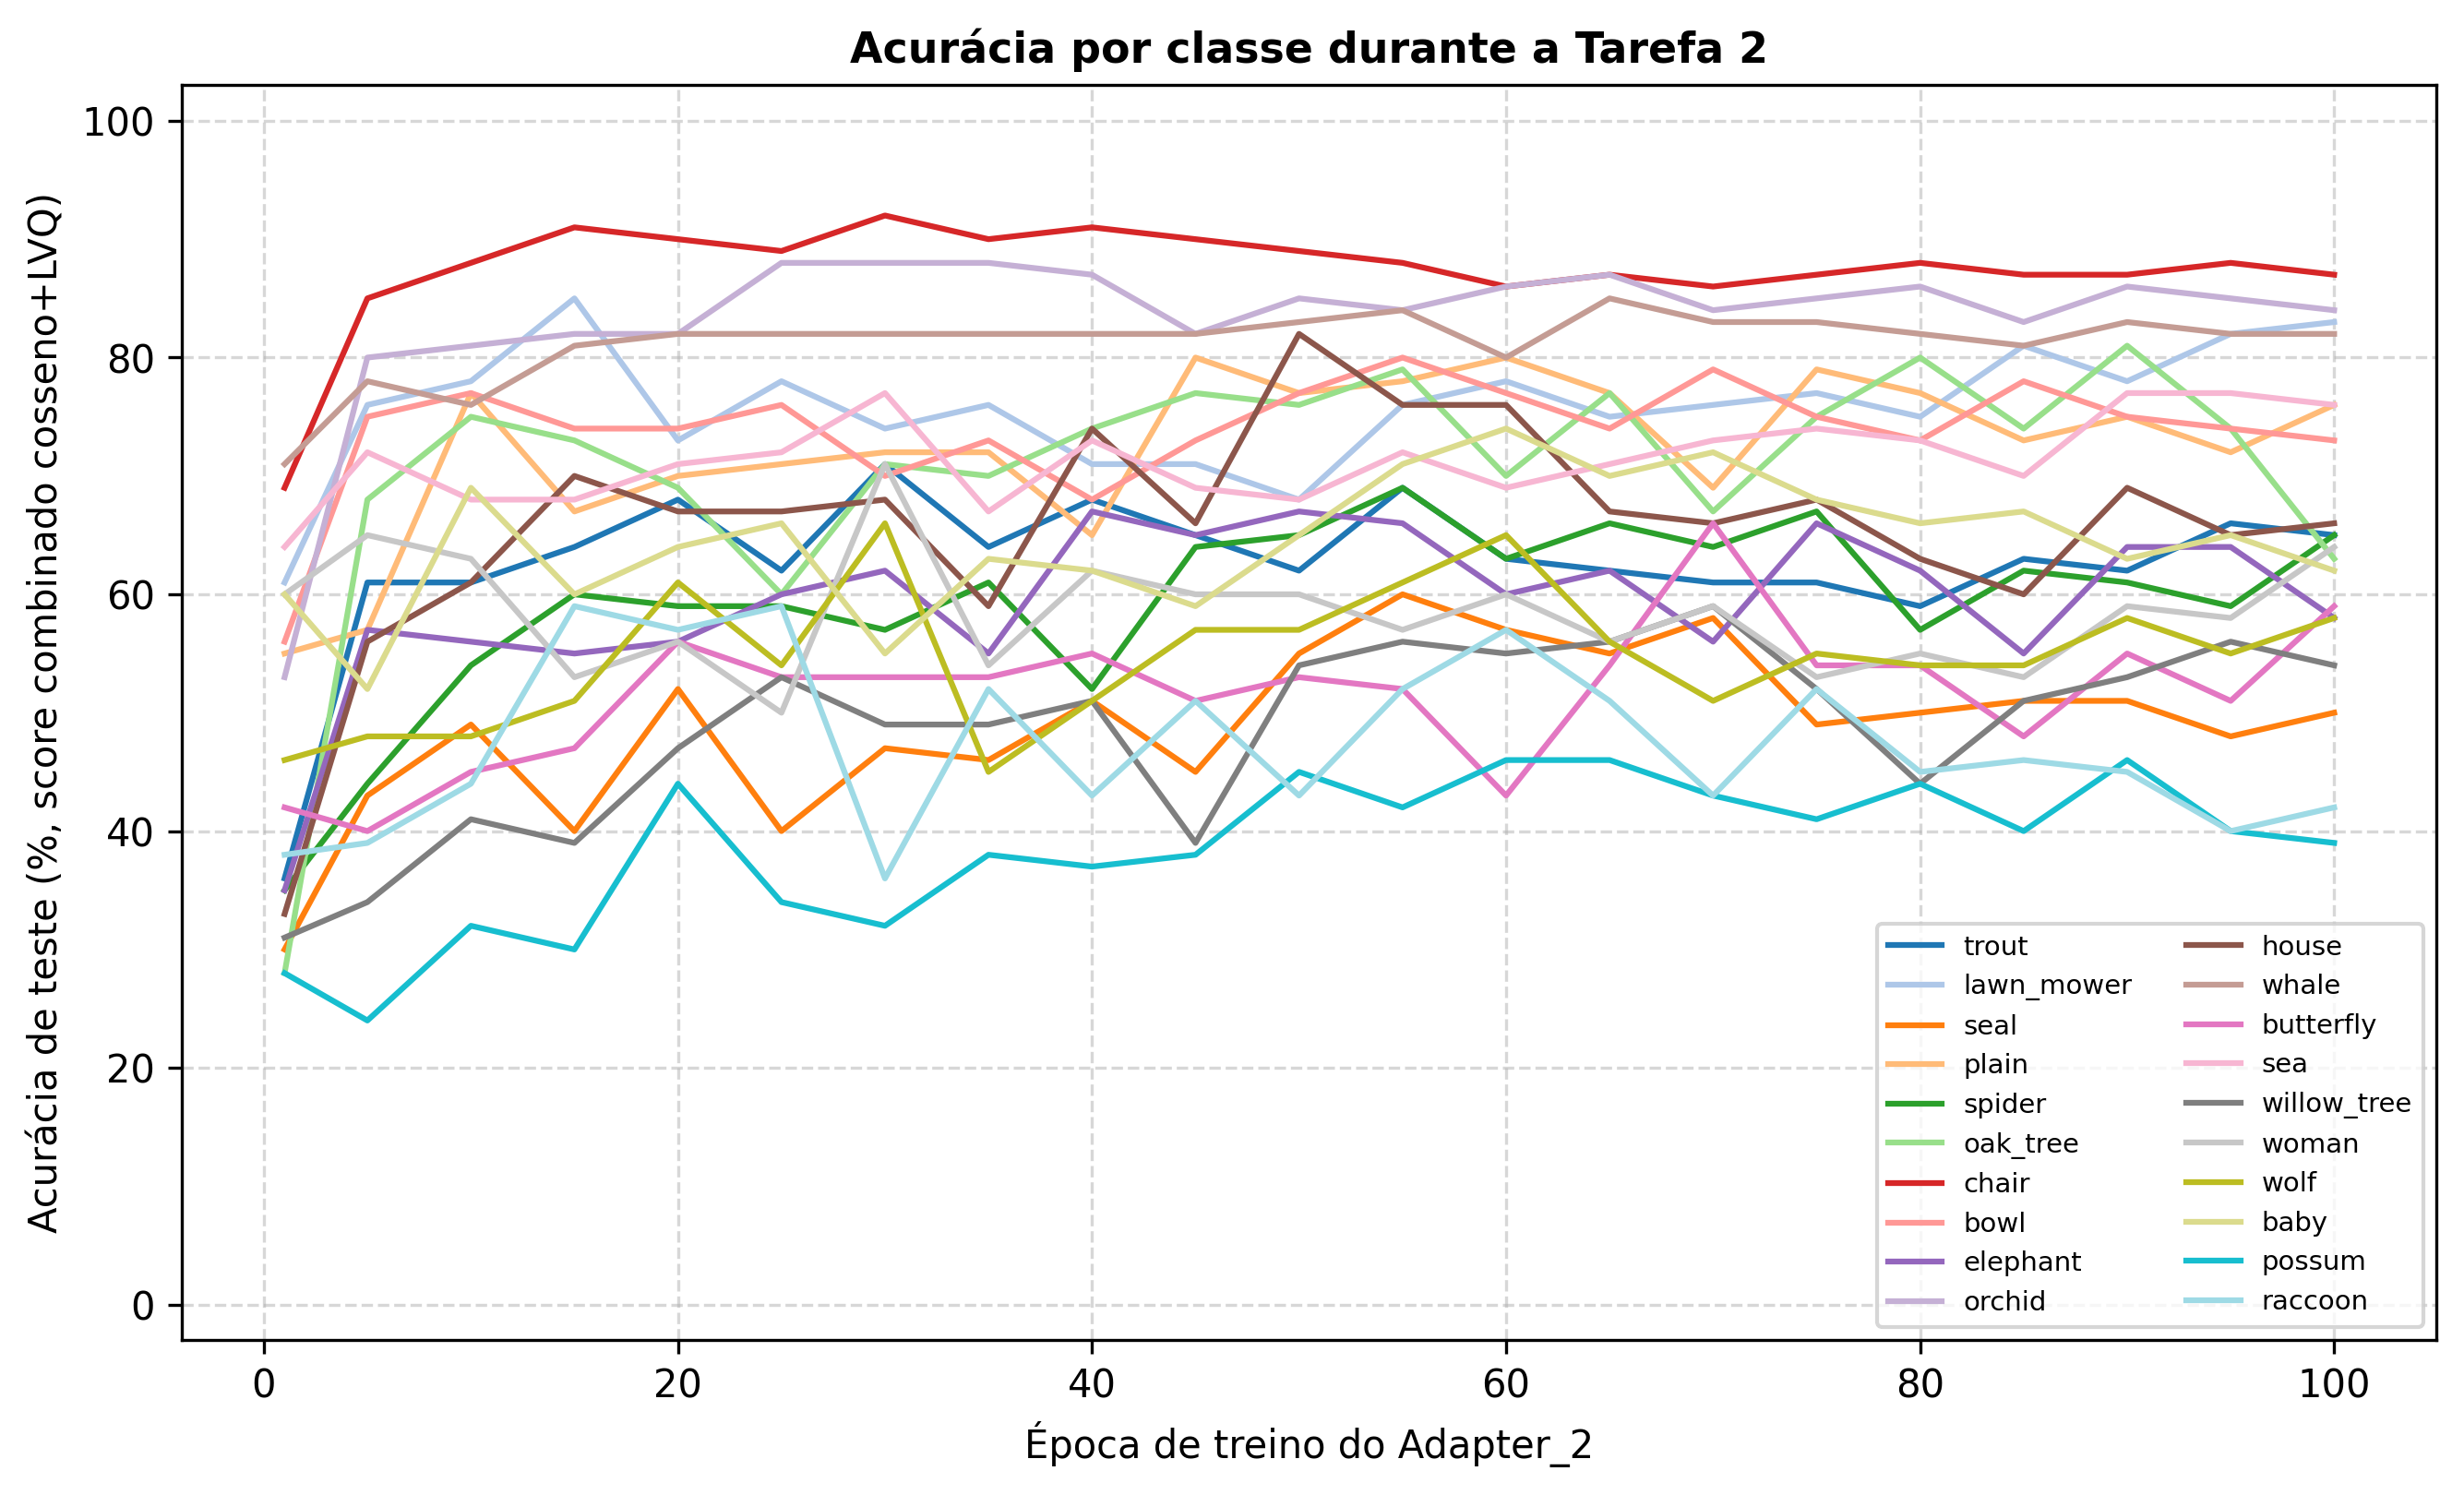 Acurácia por classe durante a Tarefa 2
Acurácia de teste (%, score combinado cosseno+LVQ)
100
80
60
40
20
0
0 20 40 60 80 100
Época de treino do Adapter_2
trout
lawn_mower
seal
plain
spider
oak_tree
chair
bowl
elephant
orchid
house
whale
butterfly
sea
willow_tree
woman
wolf
baby
possum
raccoon